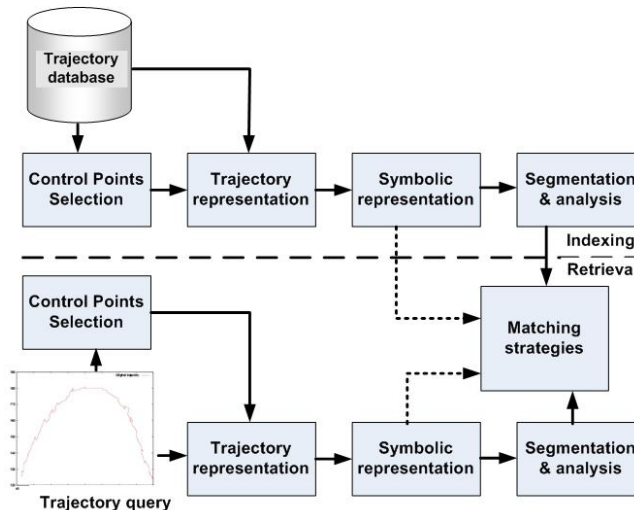 Trajectory
database
Control Points
Selection
Trajectory
representation
Symbolic
representation
Segmentation
& analysis
Indexing
Retrieval
Control Points
Selection
Matching
strategies
Trajectory
representation
Symbolic
representation
Segmentation
& analysis
Trajectory query